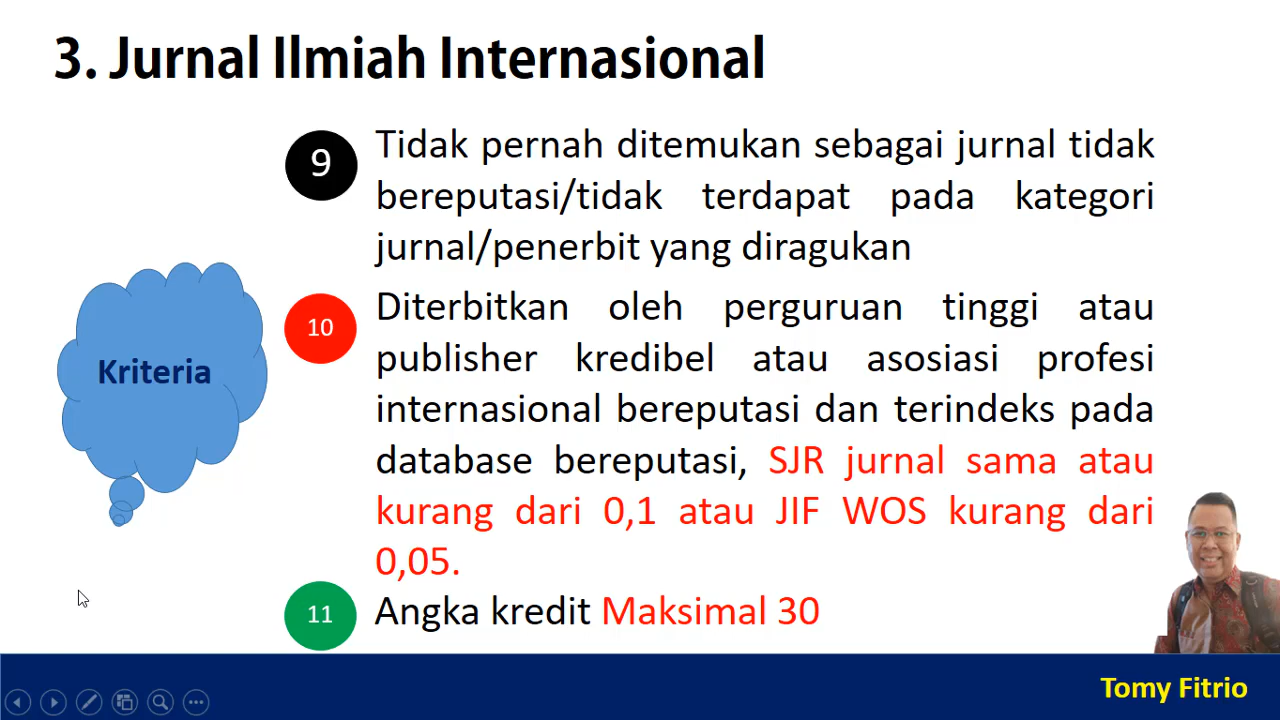 3. Jurnal Ilmiah Internasional
9
Tidak pernah ditemukan sebagai jurnal tidak
bereputasi/tidak terdapat pada kategori
jurnal/penerbit yang diragukan
Kriteria
10
Diterbitkan oleh perguruan tinggi atau
publisher kredibel atau asosiasi profesi
internasional bereputasi dan terindeks pada
database bereputasi, SJR jurnal sama atau
kurang dari 0,1 atau JIF WOS kurang dari
0,05.
11
Angka kredit Maksimal 30
Tomy Fitrio